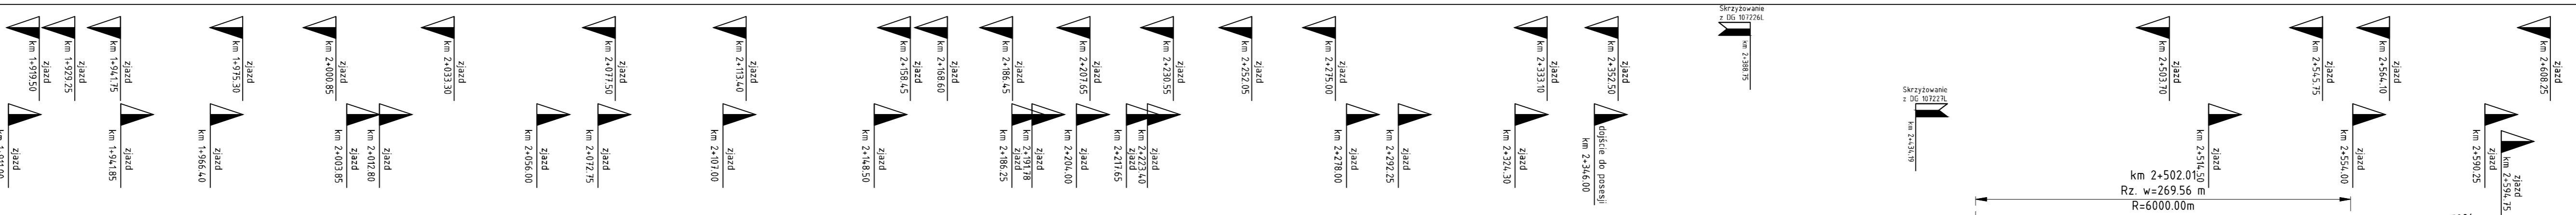 zjazd
km 1+919.50
zjazd
km 1+929.25
zjazd
km 1+941.75
zjazd
km 1+975.30
zjazd
km 2+000.85
zjazd
km 2+033.30
zjazd
km 2+077.50
zjazd
km 2+113.40
zjazd
km 2+158.45
zjazd
km 2+168.60
zjazd
km 2+186.45
zjazd
km 2+207.65
zjazd
km 2+230.55
zjazd
km 2+252.05
zjazd
km 2+275.00
zjazd
km 2+333.10
zjazd
km 2+352.50
Skrzyżowanie
z DG 107226L
km 2+388.75
zjazd
km 2+503.70
zjazd
km 2+545.75
zjazd
km 2+564.10
zjazd
km 2+608.25
zjazd
zjazd
km 1+941.85
zjazd
km 1+966.40
zjazd
km 2+003.85
zjazd
km 2+012.80
zjazd
km 2+056.00
zjazd
km 2+072.75
zjazd
km 2+107.00
zjazd
km 2+148.50
zjazd
km 2+186.25
zjazd
km 2+191.78
zjazd
km 2+204.00
zjazd
km 2+217.65
zjazd
km 2+223.40
zjazd
km 2+278.00
zjazd
km 2+292.25
zjazd
km 2+324.30
dojście do posesji
km 2+346.00
Skrzyżowanie
z DG 107227L
km 2+434.19
zjazd
km 2+514.50
zjazd
km 2+554.00
zjazd
km 2+590.25
zjazd
km 2+594.75
km 2+502.01
Rz. w=269.56 m
R=6000.00m